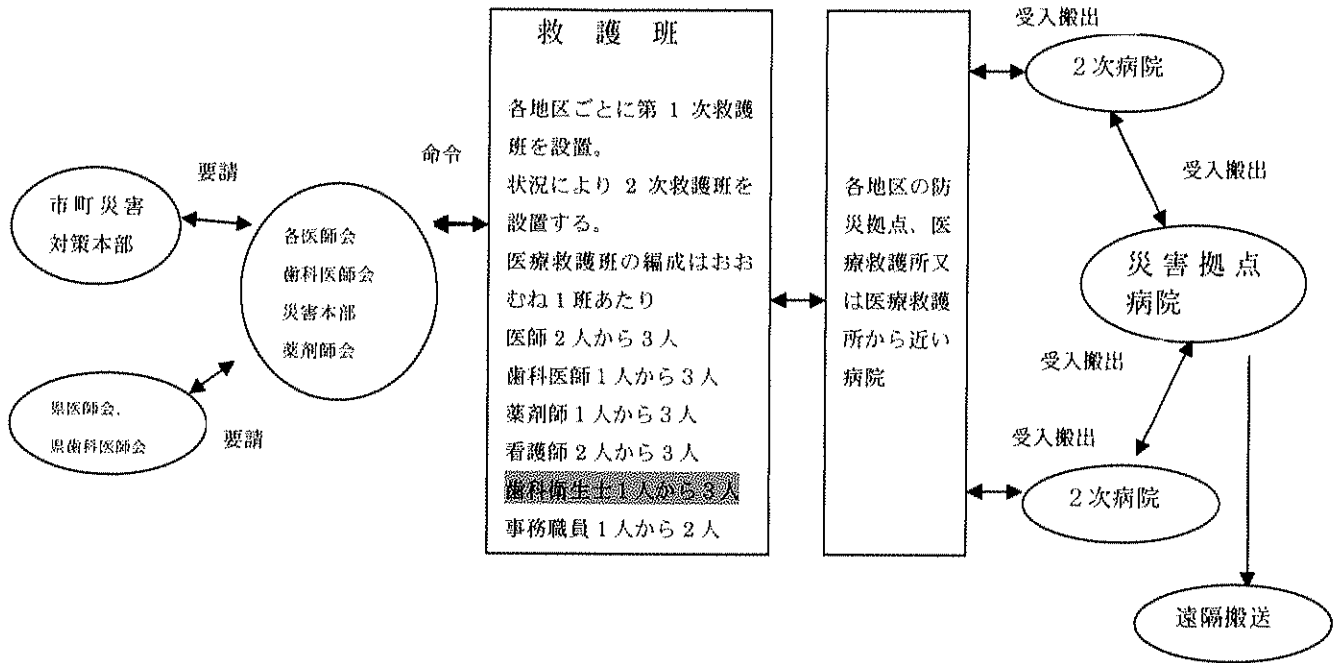 市町災害
対策本部
要請
県医師会、
県歯科医師会
要請
各医師会
歯科医師会
災害本部
薬剤師会
命令
救護班
各地区ごとに第1次救護
班を設置。
状況により2次救護班を
設置する。
医療救護班の編成はおお
むね1班あたり
医師2人から3人
歯科医師1人から3人
薬剤師1人から3人
看護師2人から3人
歯科衛生士1人から3人
事務職員1人から2人
各地区の防
災拠点、医
療救護所又
は医療救護
所から近い
病院
受入搬出
2次病院
受入搬出
災害拠点
病院
受入搬出
受入搬出
2次病院
遠隔搬送